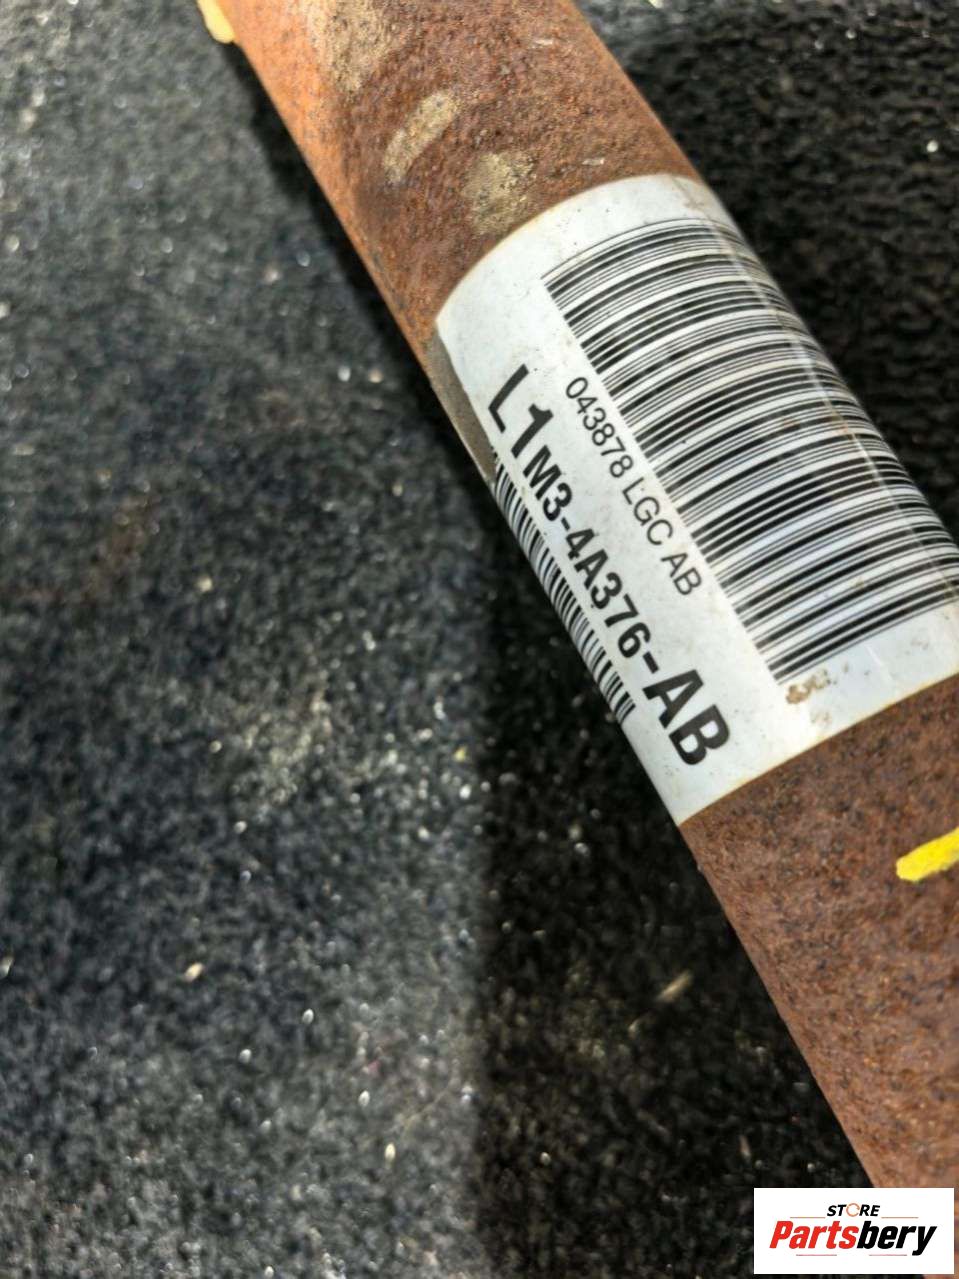 043878 LGC AB
L1M3-4A376-AB
STORE
Partsbery